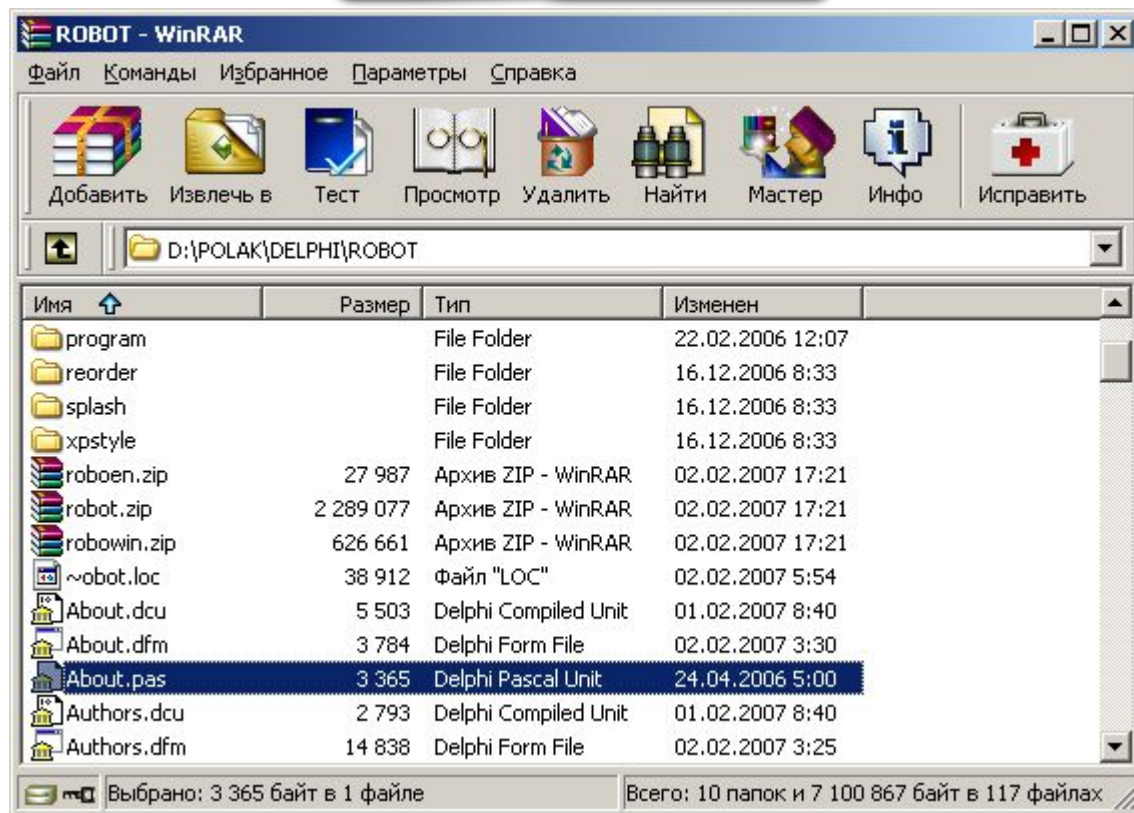 ROBOT - WinRAR
Файл Команды Избранное Параметры Справка
Добавить Извлечь в Тест Просмотр Удалить Найти Мастер Инфо Исправить
D:\POLAK\DELPHI\ROBOT
Имя Размер Тип Изменен
program File Folder 22.02.2006 12:07
reorder File Folder 16.12.2006 8:33
splash File Folder 16.12.2006 8:33
xpstyle File Folder 16.12.2006 8:33
roboen.zip 27 987 Архив ZIP - WinRAR 02.02.2007 17:21
robot.zip 2 289 077 Архив ZIP - WinRAR 02.02.2007 17:21
robowin.zip 626 661 Архив ZIP - WinRAR 02.02.2007 17:21
~obot.loc 38 912 Файл "LOC" 02.02.2007 5:54
About.dcu 5 503 Delphi Compiled Unit 01.02.2007 8:40
About.dfm 3 784 Delphi Form File 02.02.2007 3:30
About.pas 3 365 Delphi Pascal Unit 24.04.2006 5:00
Authors.dcu 2 793 Delphi Compiled Unit 01.02.2007 8:40
Authors.dfm 14 838 Delphi Form File 02.02.2007 3:25
Выбрано: 3 365 байт в 1 файле Всего: 10 папок и 7 100 867 байт в 117 файлах